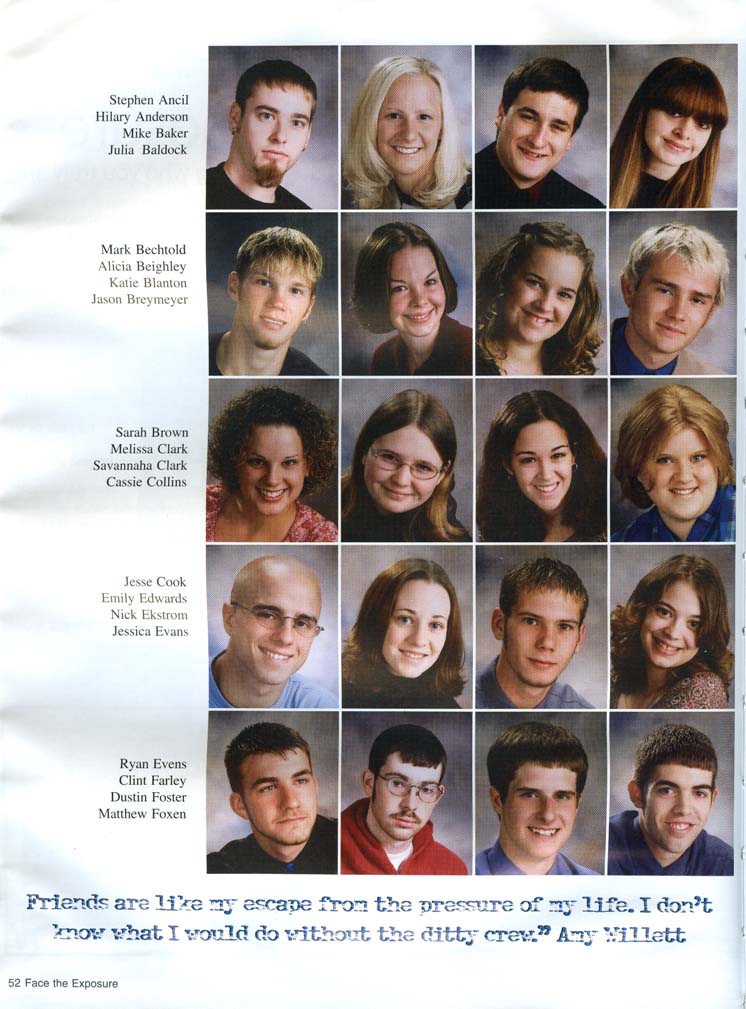 Stephen Ancil
Hilary Anderson
Mike Baker
Julia Baldock
Mark Bechtold
Alicia Beighley
Katie Blanton
Jason Breymeyer
Sarah Brown
Melissa Clark
Savannaha Clark
Cassie Collins
Jesse Cook
Emily Edwards
Nick Ekstrom
Jessica Evans
Ryan Evens
Clint Farley
Dustin Foster
Matthew Foxen
Friends are like my escape from the pressure of my life. I don't
know what I would do without the ditty crew." Amy Millett
52 Face the Exposure